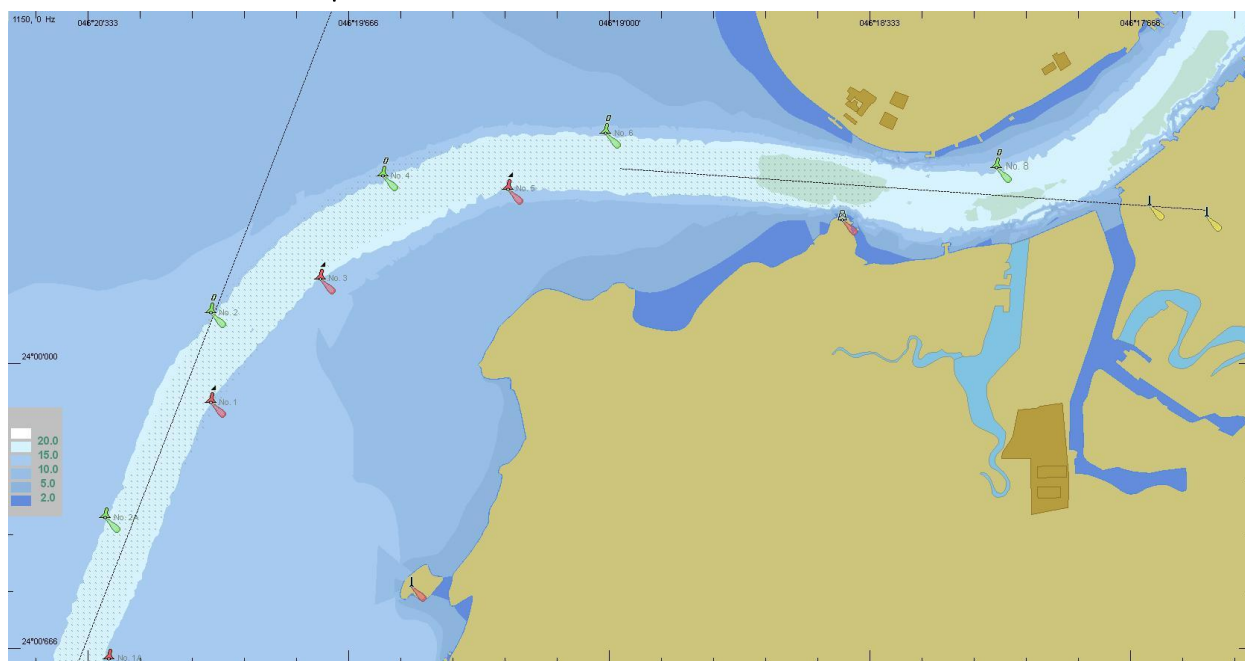 1150, 0 Hz
046°20'333
046°19'666
046°19'000
046°18'333
046°17'666
No. 6
No. 8
No. 4
No. 5
No. 3
No. 2
24°00'000
No. 1
20.0
15.0
10.0
5.0
2.0
No. 2A
24°00'666
No. 1A